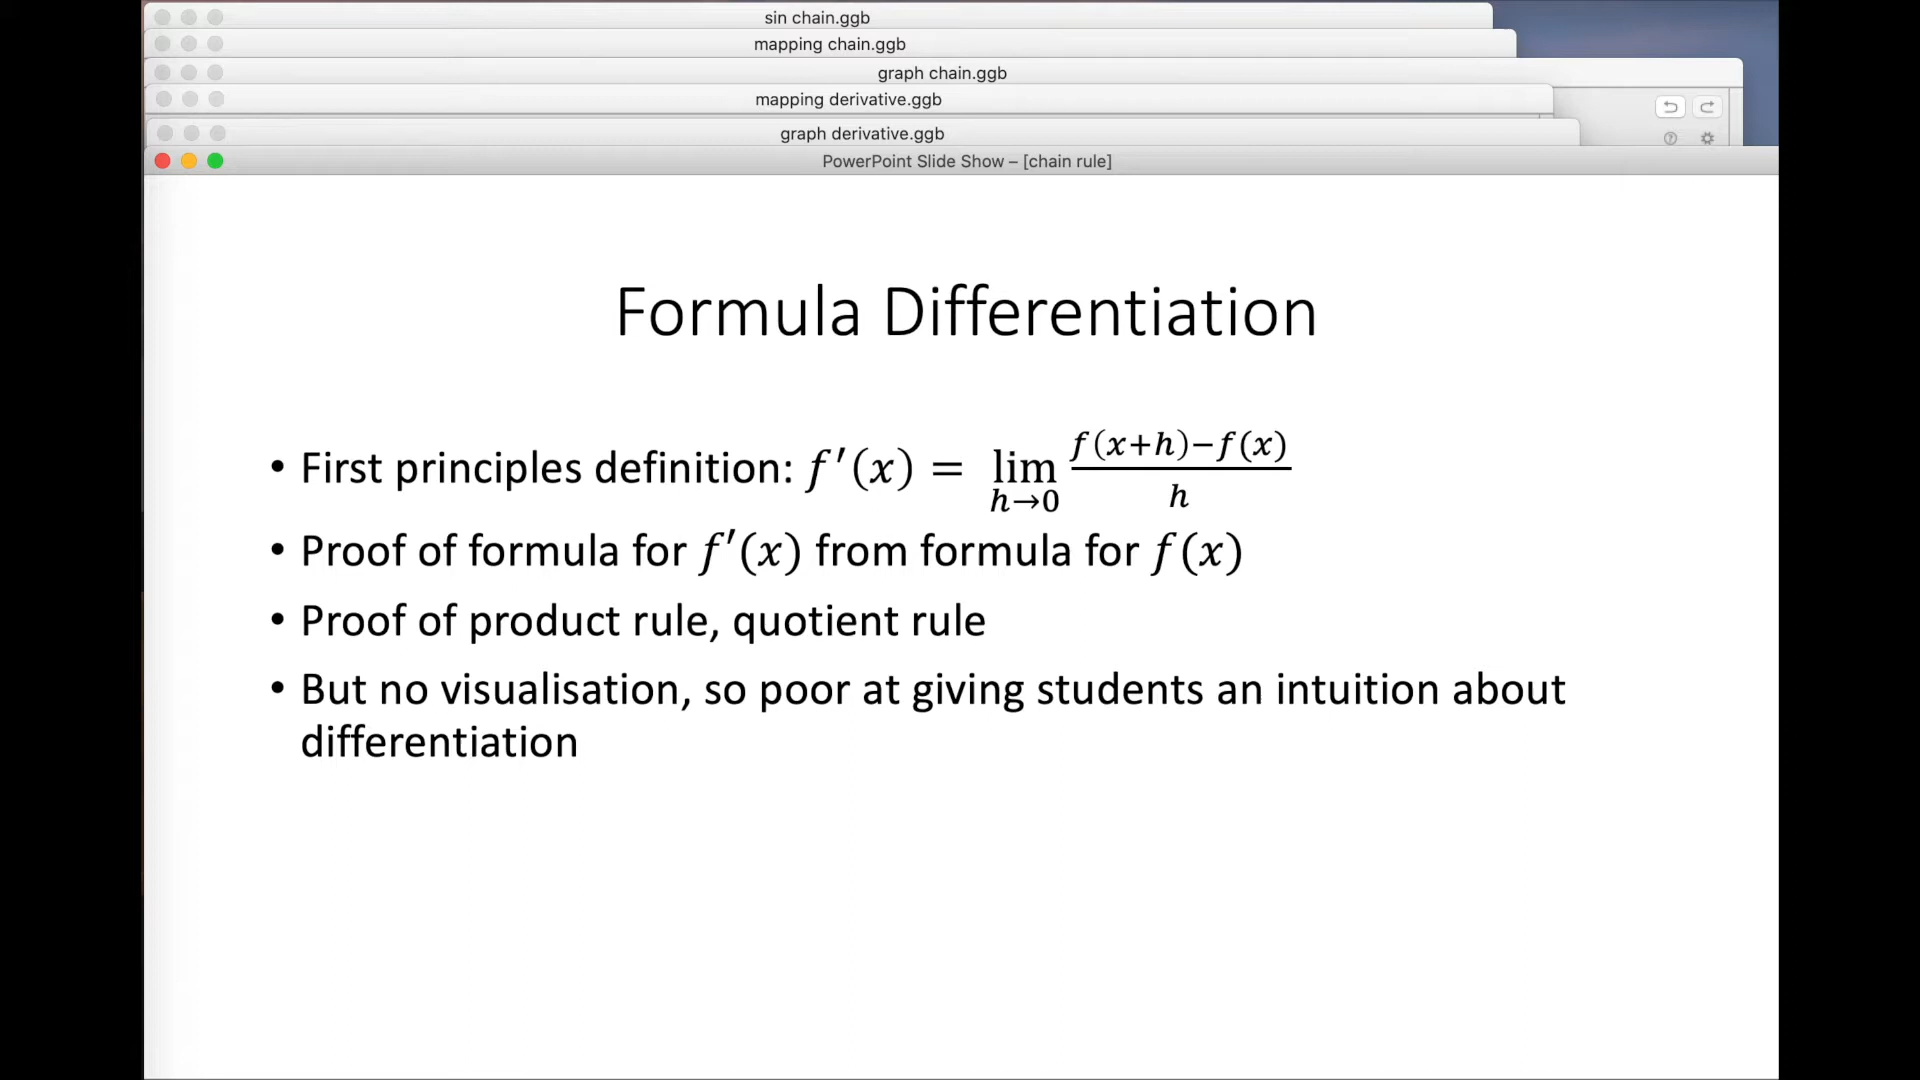 sin chain.ggb
mapping chain.ggb
graph chain.ggb
mapping derivative.ggb
graph derivative.ggb
PowerPoint Slide Show – [chain rule]
Formula Differentiation
• First principles definition: f′(x) = lim h→0 f(x+h)−f(x) / h
• Proof of formula for f′(x) from formula for f(x)
• Proof of product rule, quotient rule
• But no visualisation, so poor at giving students an intuition about
differentiation